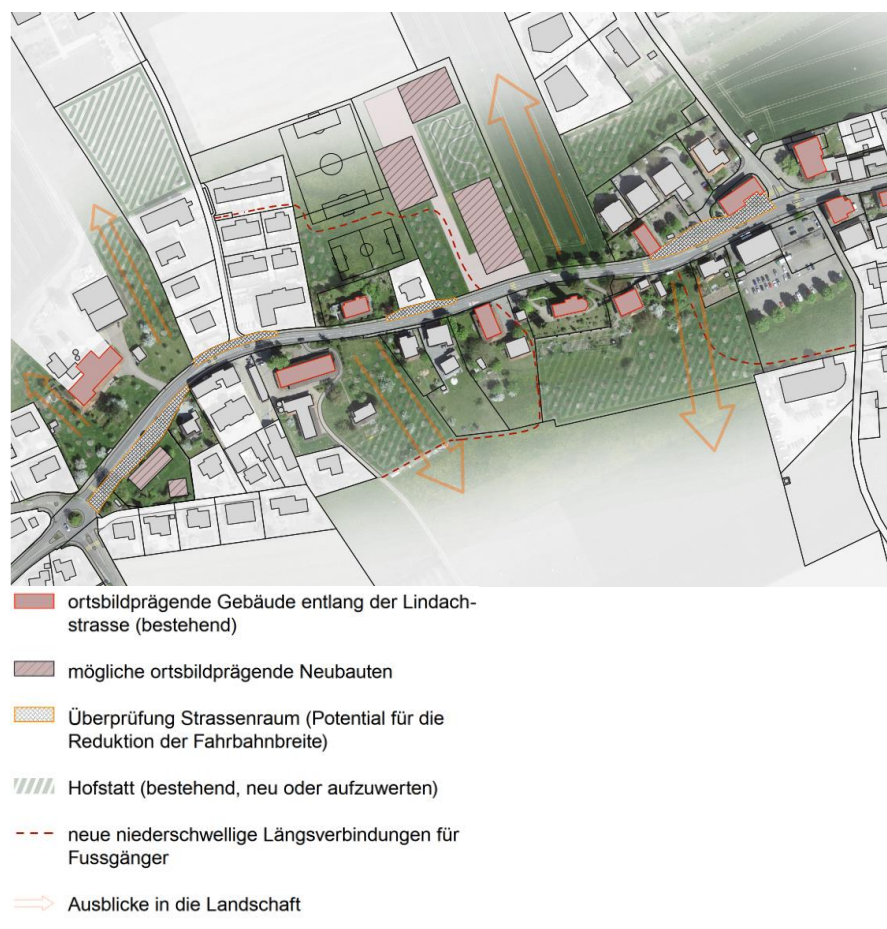 ortsbildprägende Gebäude entlang der Lindach-
strasse (bestehend)
mögliche ortsbildprägende Neubauten
Überprüfung Strassenraum (Potential für die
Reduktion der Fahrbahnbreite)
Hofstatt (bestehend, neu oder aufzuwerten)
neue niederschwellige Längsverbindungen für
Fussgänger
Ausblicke in die Landschaft